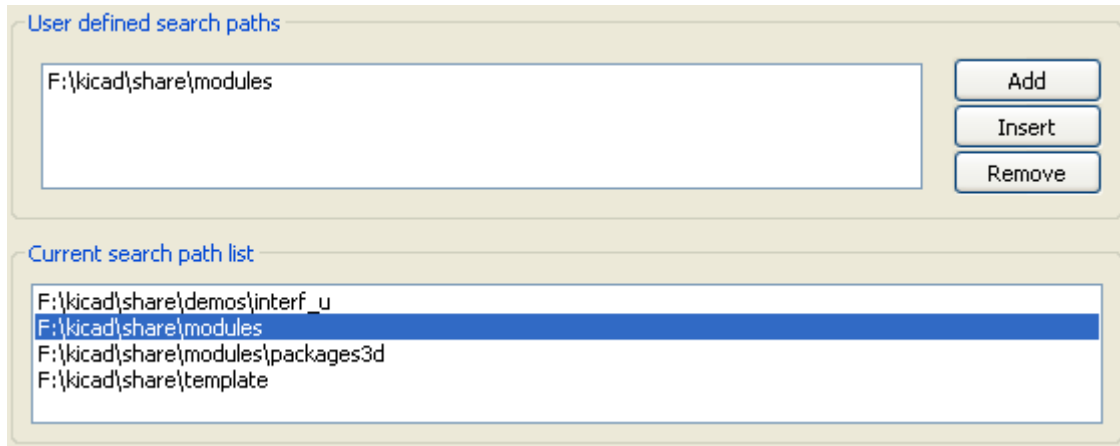 User defined search paths
F:\kicad\share\modules
Add
Insert
Remove
Current search path list
F:\kicad\share\demos\interf_u
F:\kicad\share\modules
F:\kicad\share\modules\packages3d
F:\kicad\share\template